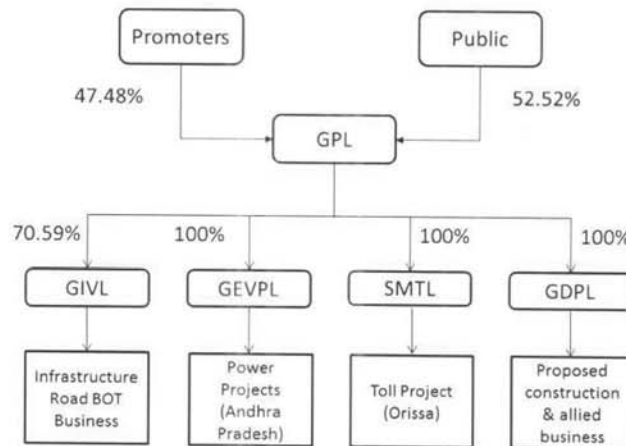 Promoters
Public
47.48%
52.52%
GPL
70.59%
100%
100%
100%
GIVL
GEVPL
SMTL
GDPL
Infrastructure
Road BOT
Business
Power
Projects
(Andhra
Pradesh)
Toll Project
(Orissa)
Proposed
construction
& allied
business